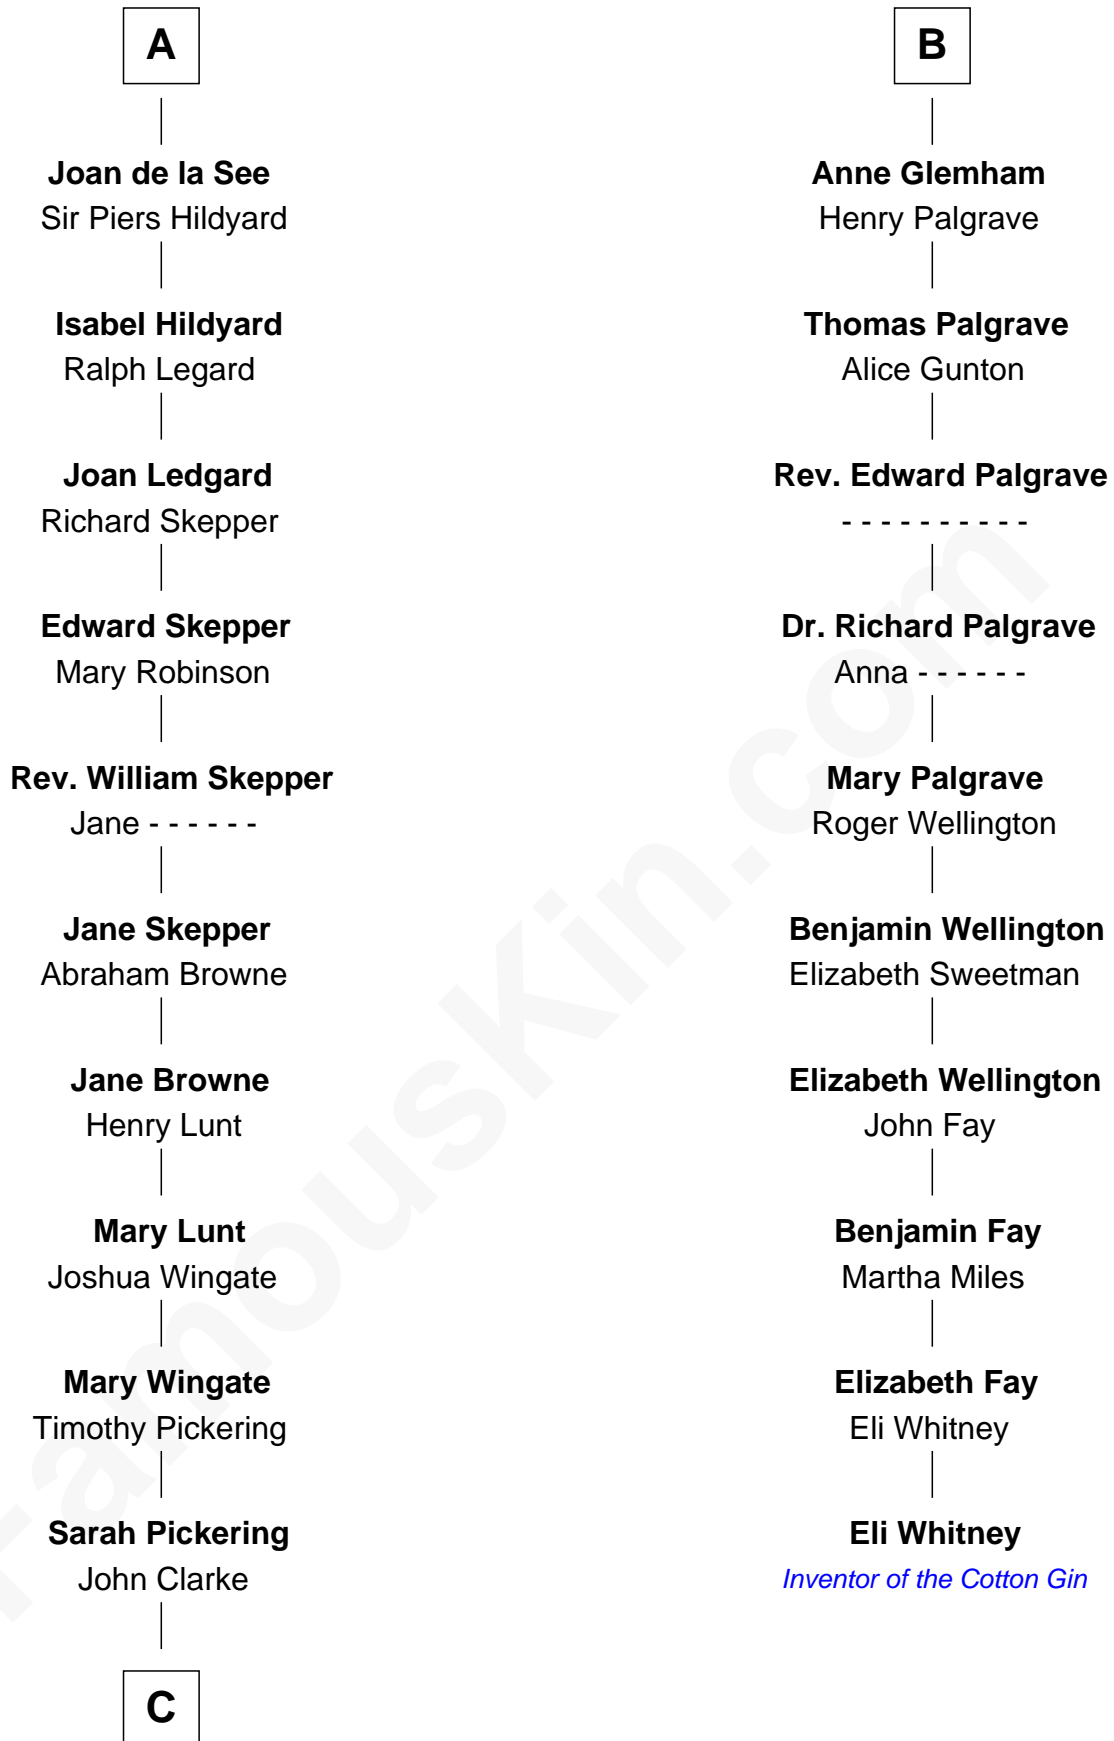 A
Joan de la See
Sir Piers Hildyard
Isabel Hildyard
Ralph Legard
Joan Ledgard
Richard Skepper
Edward Skepper
Mary Robinson
Rev. William Skepper
Jane - - - - - -
Jane Skepper
Abraham Browne
Jane Browne
Henry Lunt
Mary Lunt
Joshua Wingate
Mary Wingate
Timothy Pickering
Sarah Pickering
John Clarke
C
B
Anne Glemham
Henry Palgrave
Thomas Palgrave
Alice Gunton
Rev. Edward Palgrave
- - - - - - - - - -
Dr. Richard Palgrave
Anna - - - - - -
Mary Palgrave
Roger Wellington
Benjamin Wellington
Elizabeth Sweetman
Elizabeth Wellington
John Fay
Benjamin Fay
Martha Miles
Elizabeth Fay
Eli Whitney
Eli Whitney
Inventor of the Cotton Gin
FamousKin.com